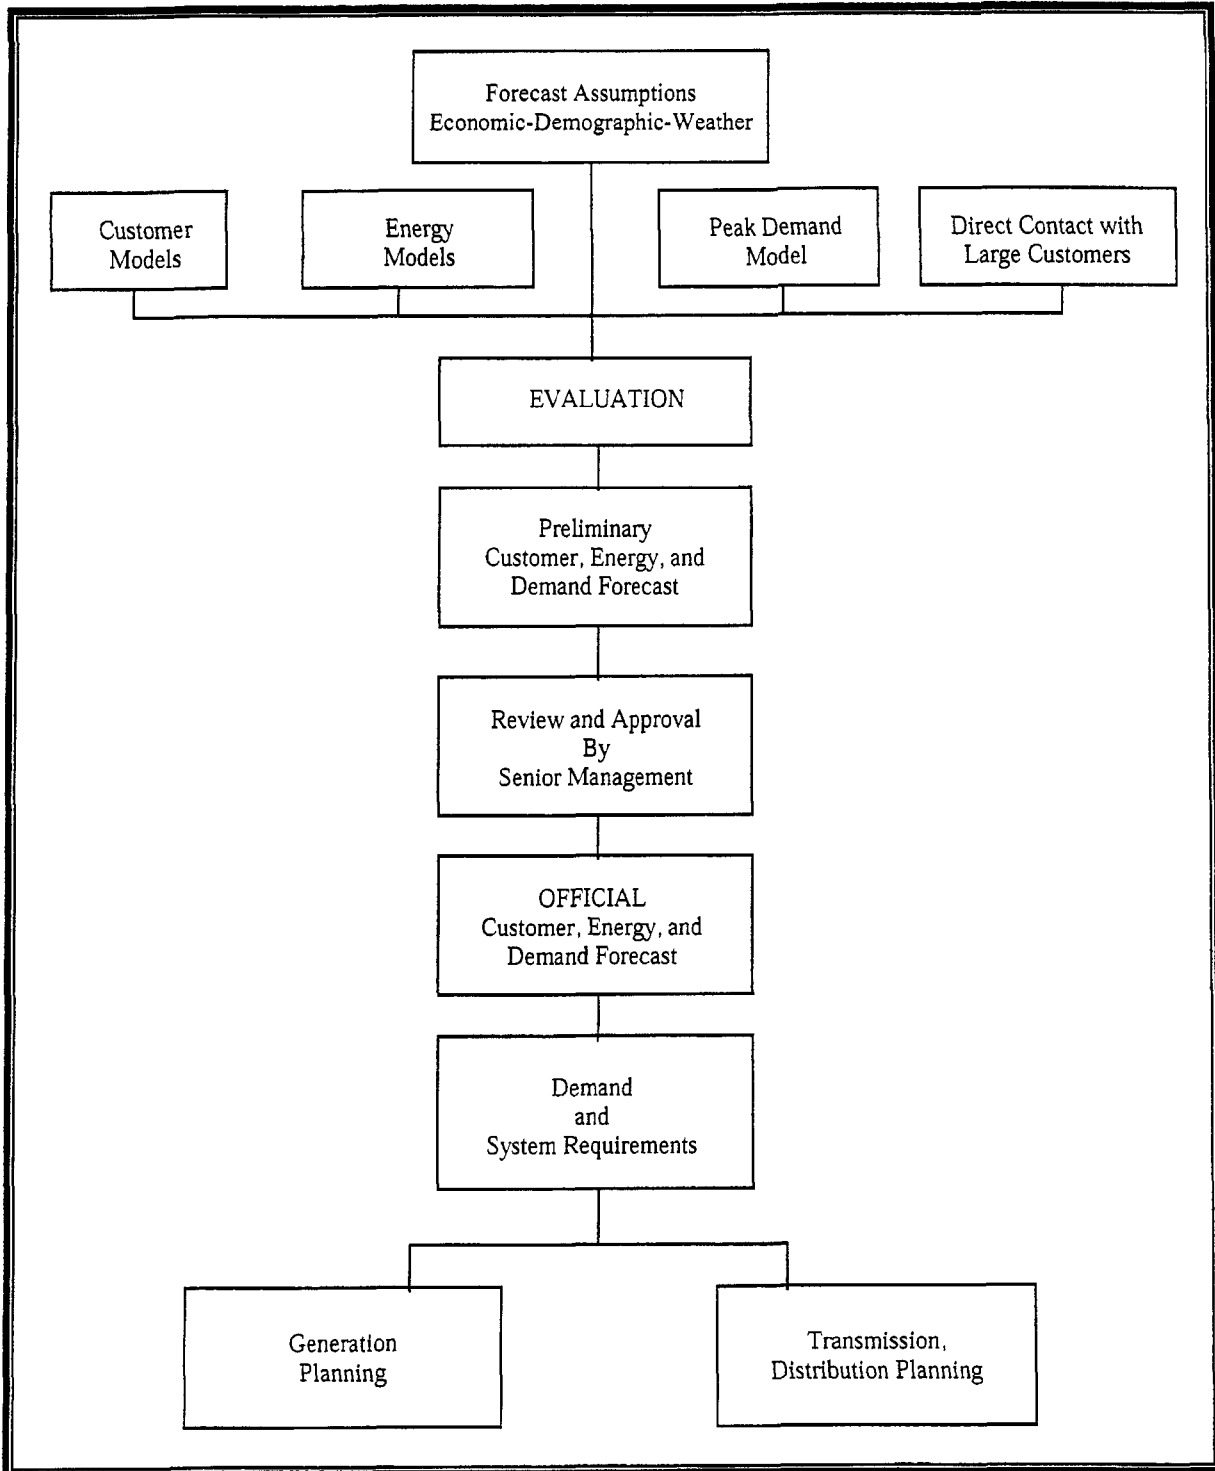 Forecast Assumptions
Economic-Demographic-Weather
Customer
Models
Energy
Models
Peak Demand
Model
Direct Contact with
Large Customers
EVALUATION
Preliminary
Customer, Energy, and
Demand Forecast
Review and Approval
By
Senior Management
OFFICIAL
Customer, Energy, and
Demand Forecast
Demand
and
System Requirements
Generation
Planning
Transmission,
Distribution Planning